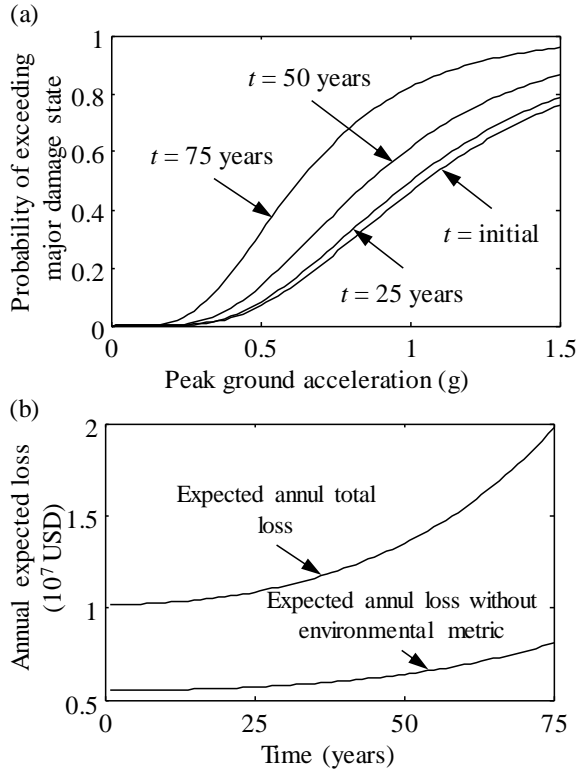 (a)
Probability of exceeding
major damage state
1
0.8
0.6
0.4
0.2
0
t = 50 years
t = 75 years
t = initial
t = 25 years
0
0.5
1
1.5
Peak ground acceleration (g)
(b)
Annual expected loss
(10⁷ USD)
2
1.5
1
0.5
Expected annul total
loss
Expected annul loss without
environmental metric
0
25
50
75
Time (years)